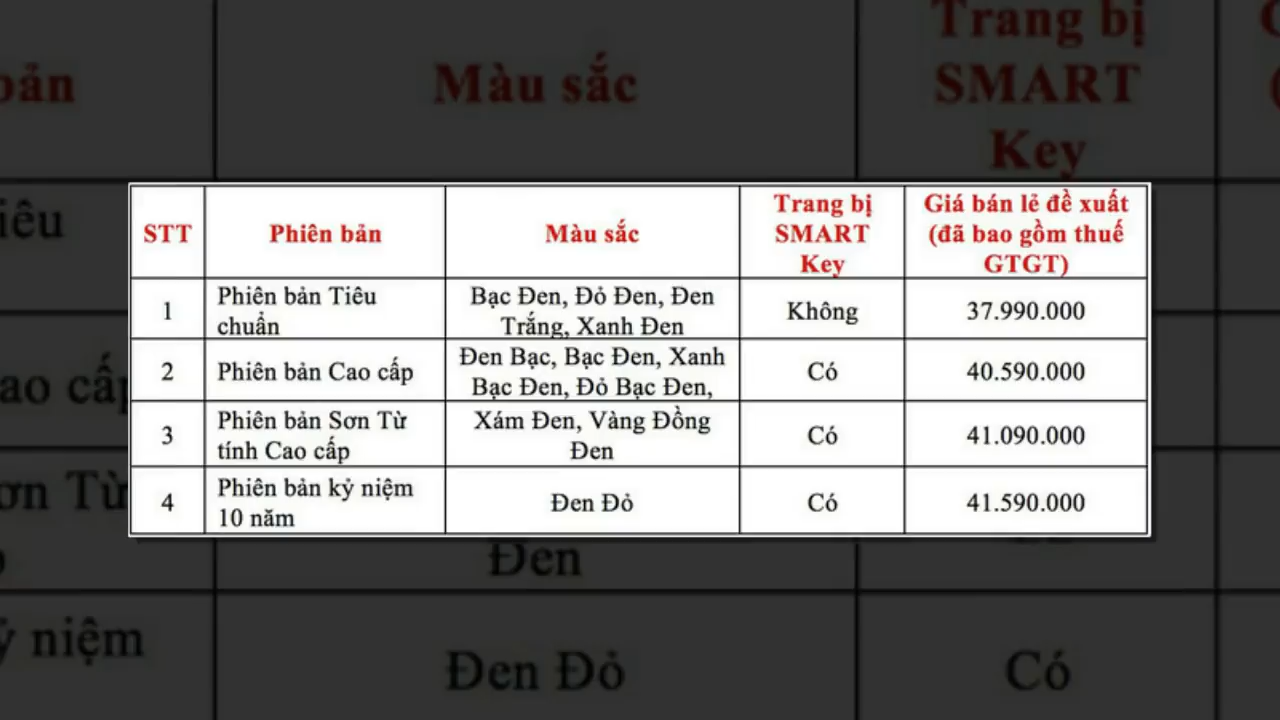 STT
Phiên bản
Màu sắc
Trang bị
SMART
Key
Giá bán lẻ đề xuất
(đã bao gồm thuế
GTGT)
1
Phiên bản Tiêu
chuẩn
Bạc Đen, Đỏ Đen, Đen
Trắng, Xanh Đen
Không
37.990.000
2
Phiên bản Cao cấp
Đen Bạc, Bạc Đen, Xanh
Bạc Đen, Đỏ Bạc Đen,
Có
40.590.000
3
Phiên bản Sơn Từ
tính Cao cấp
Xám Đen, Vàng Đồng
Đen
Có
41.090.000
4
Phiên bản kỷ niệm
10 năm
Đen Đỏ
Có
41.590.000